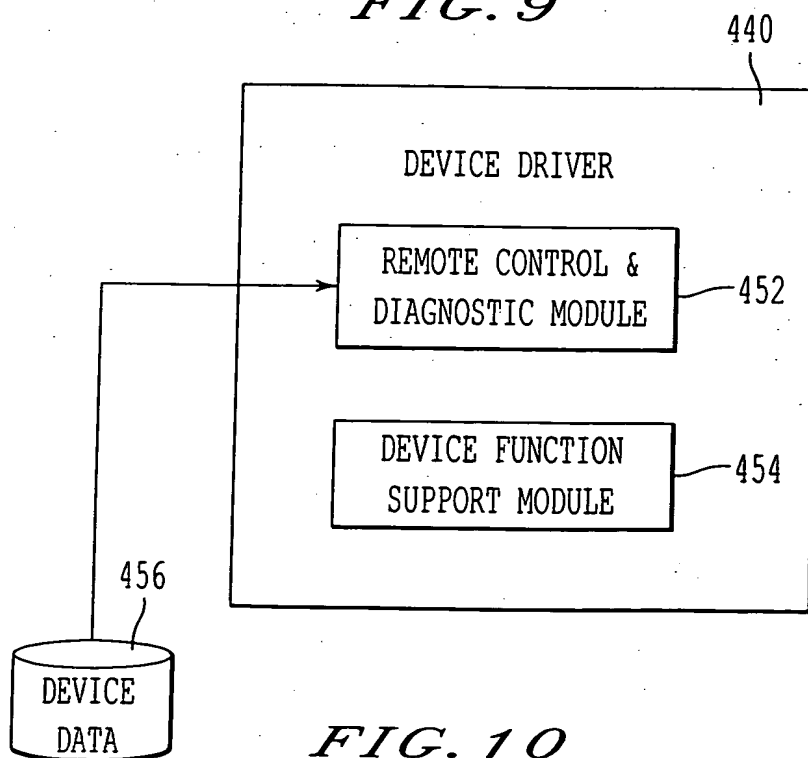 FIG. 9
440
DEVICE DRIVER
REMOTE CONTROL &
DIAGNOSTIC MODULE
452
DEVICE FUNCTION
SUPPORT MODULE
454
456
DEVICE
DATA
FIG. 10